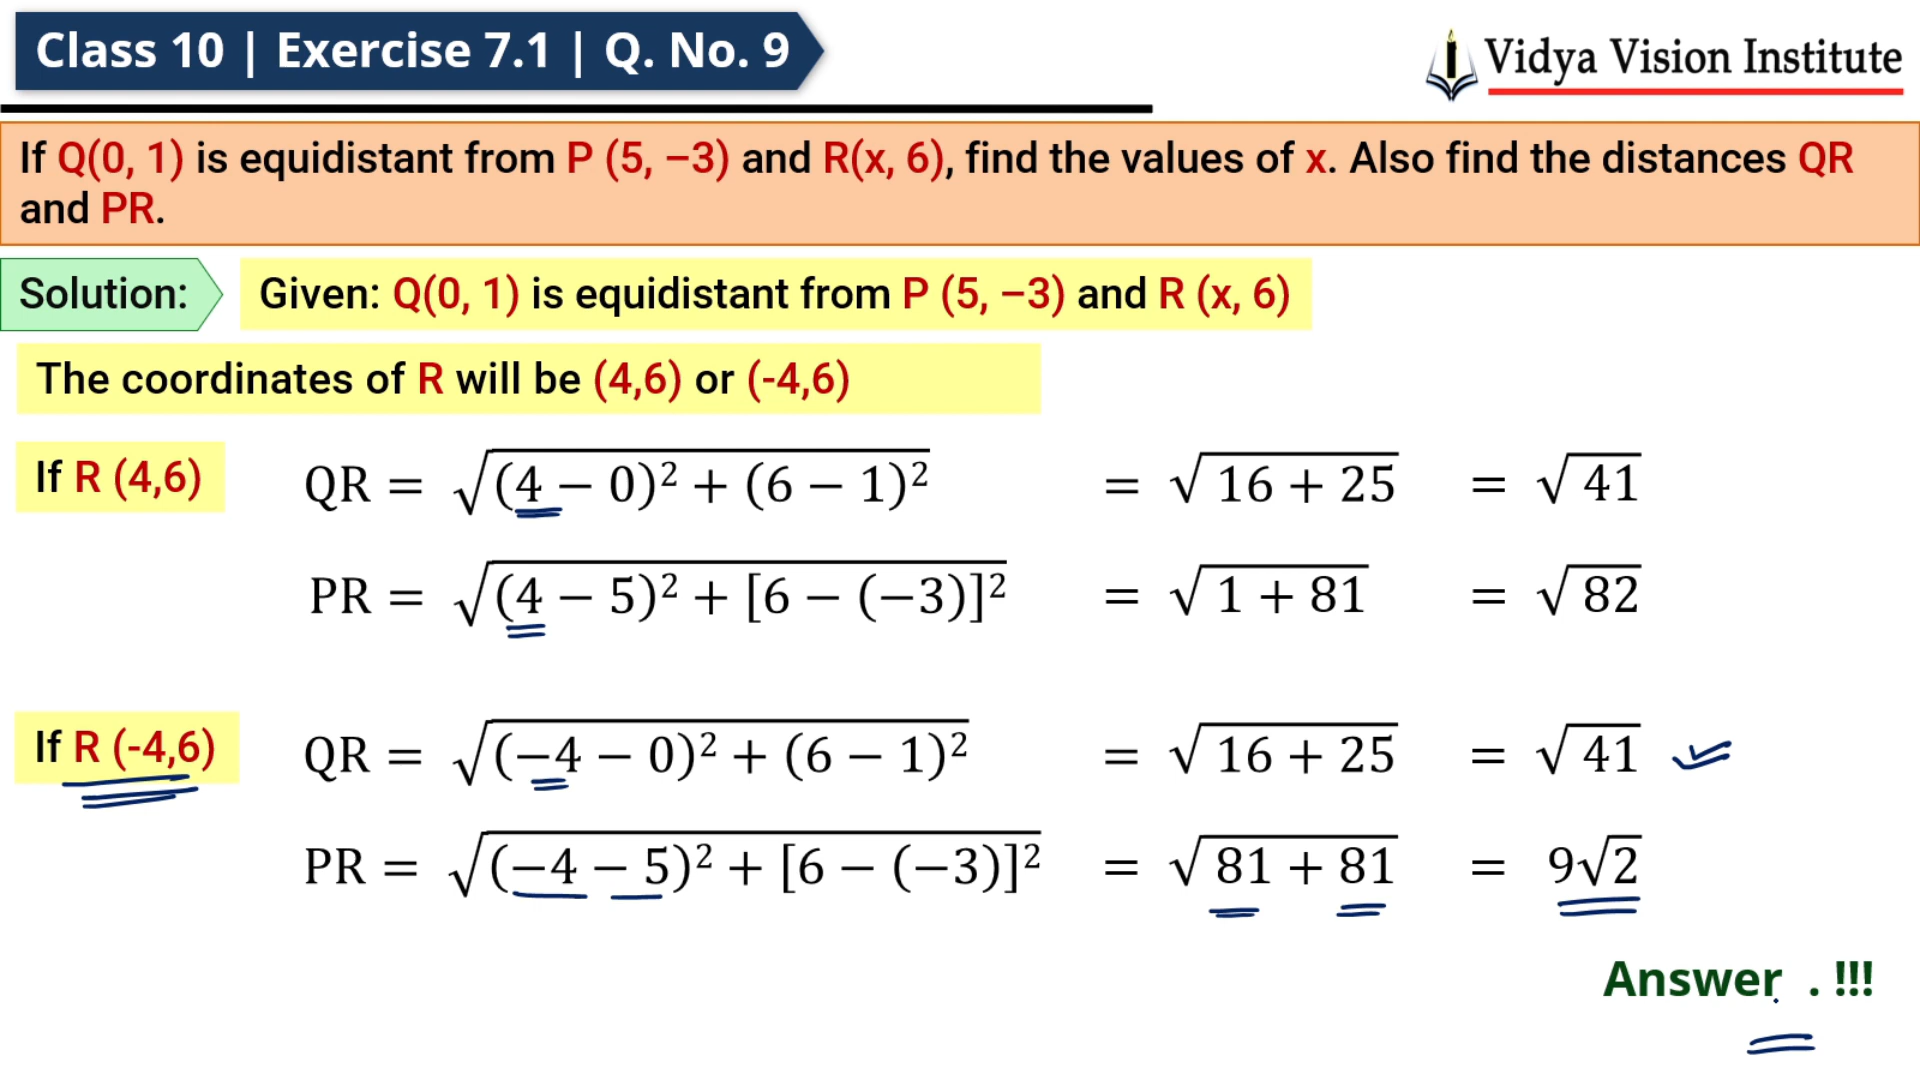 Class 10 | Exercise 7.1 | Q. No. 9
Vidya Vision Institute
If Q(0, 1) is equidistant from P (5, −3) and R(x, 6), find the values of x. Also find the distances QR
and PR.
Solution:
Given: Q(0, 1) is equidistant from P (5, −3) and R (x, 6)
The coordinates of R will be (4,6) or (-4,6)
If R (4,6) QR = √(4 − 0)² + (6 − 1)² = √16 + 25 = √41
PR = √(4 − 5)² + [6 − (−3)]² = √1 + 81 = √82
If R (-4,6) QR = √(−4 − 0)² + (6 − 1)² = √16 + 25 = √41
PR = √(−4 − 5)² + [6 − (−3)]² = √81 + 81 = 9√2
Answer . !!!